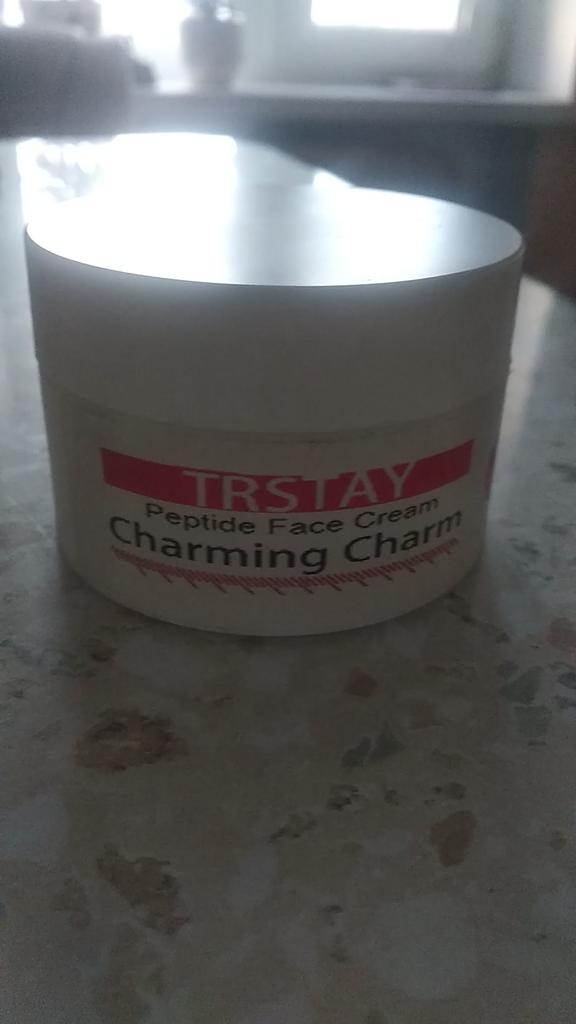 TRSTAY
Peptide Face Cream
Charming Charm